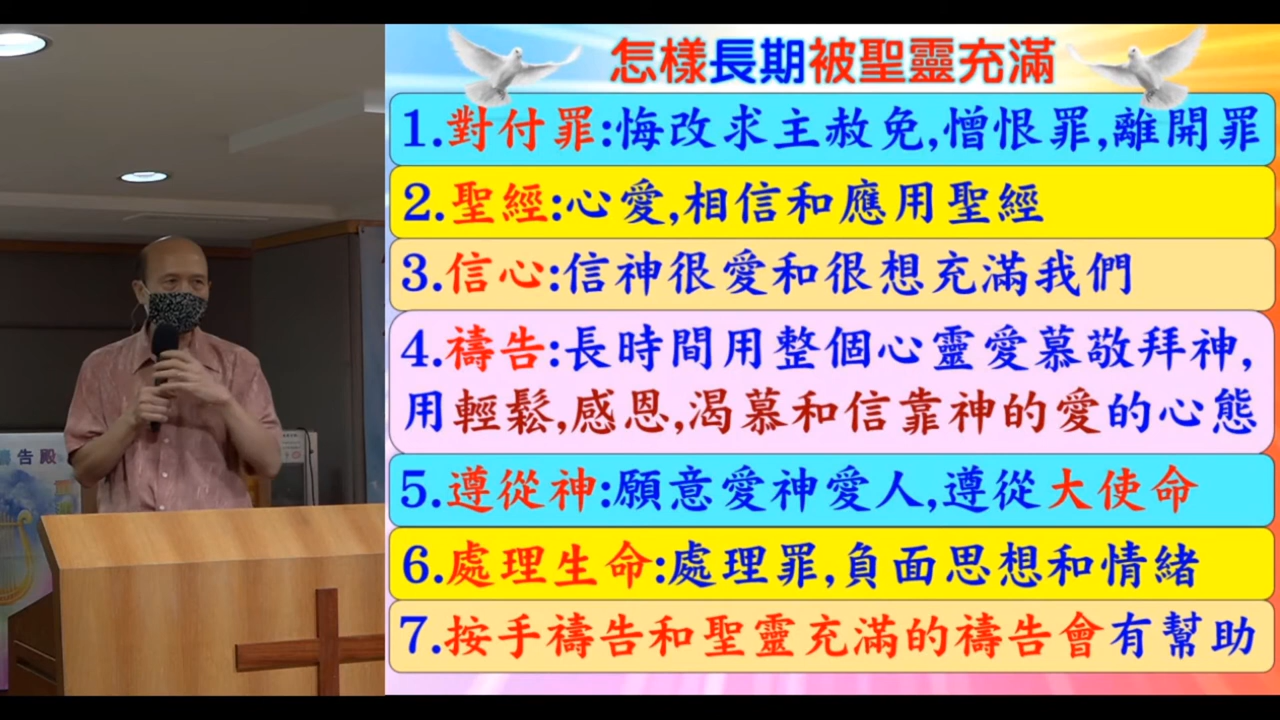 怎樣長期被聖靈充滿
1.對付罪:悔改求主赦免,憎恨罪,離開罪
2.聖經:心愛,相信和應用聖經
3.信心:信神很愛和很想充滿我們
4.禱告:長時間用整個心靈愛慕敬拜神,
用輕鬆,感恩,渴慕和信靠神的愛的心態
5.遵從神:願意愛神愛人,遵從大使命
6.處理生命:處理罪,負面思想和情緒
7.按手禱告和聖靈充滿的禱告會有幫助
禱告殿